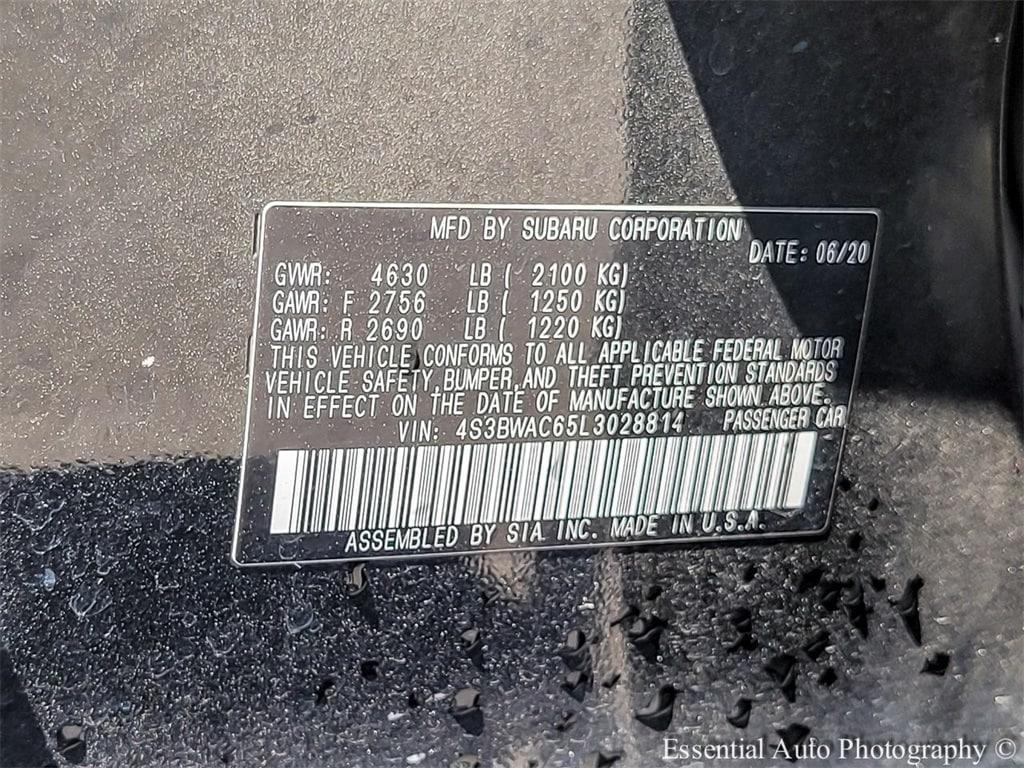 MFD BY SUBARU CORPORATION
DATE: 06/20
GVWR: 4630 LB ( 2100 KG)
GAWR: F 2756 LB ( 1250 KG)
GAWR: R 2690 LB ( 1220 KG)
THIS VEHICLE CONFORMS TO ALL APPLICABLE FEDERAL MOTOR
VEHICLE SAFETY, BUMPER, AND THEFT PREVENTION STANDARDS
IN EFFECT ON THE DATE OF MANUFACTURE SHOWN ABOVE.
VIN: 4S3BWAC65L3028814 PASSENGER CAR
ASSEMBLED BY SIA INC. MADE IN U.S.A.
Essential Auto Photography ©